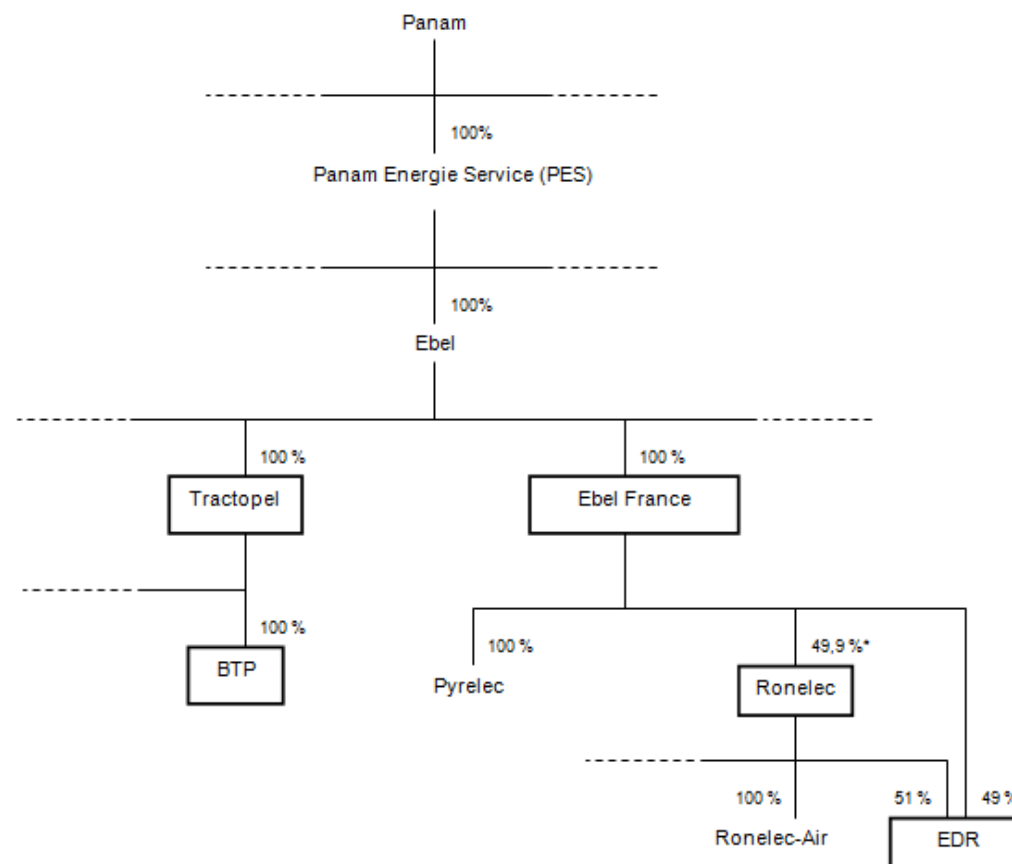 Panam
100%
Panam Energie Service (PES)
100%
Ebel
100 %
100 %
Tractopel
Ebel France
100 %
100 %
49,9 %*
BTP
Pyrelec
Ronelec
100 %
51 %
49 %
Ronelec-Air
EDR